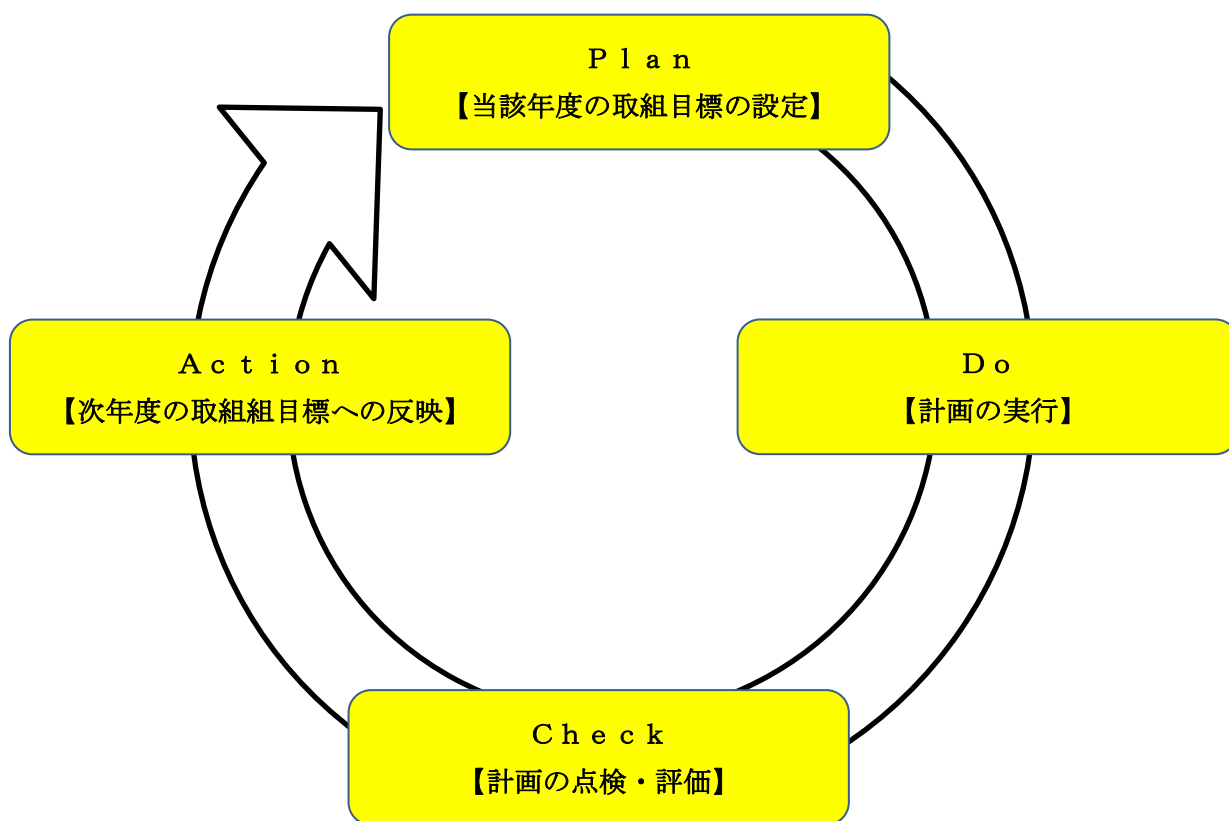 Ｐｌａｎ
【当該年度の取組目標の設定】
Ｄｏ
【計画の実行】
Ｃｈｅｃｋ
【計画の点検・評価】
Ａｃｔｉｏｎ
【次年度の取組組目標への反映】